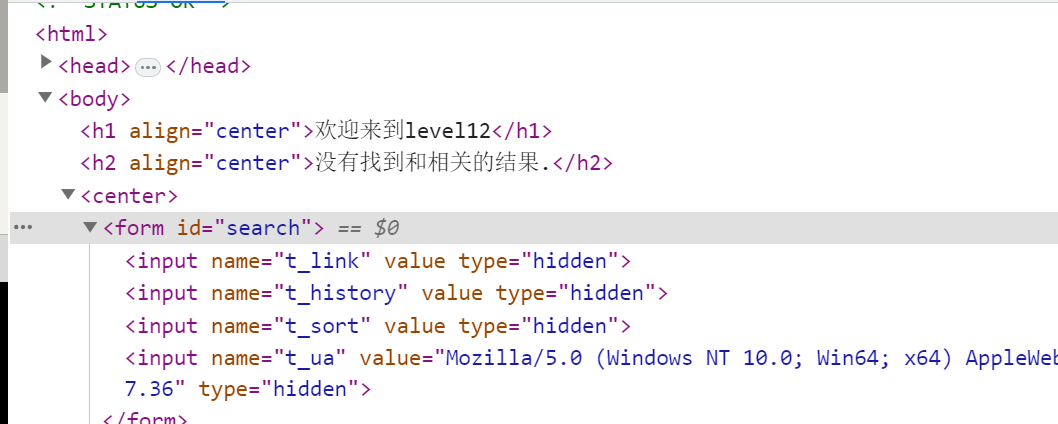 <html>
<head> … </head>
<body>
<h1 align="center">欢迎来到level12</h1>
<h2 align="center">没有找到和相关的结果.</h2>
<center>
… <form id="search"> == $0
<input name="t_link" value type="hidden">
<input name="t_history" value type="hidden">
<input name="t_sort" value type="hidden">
<input name="t_ua" value="Mozilla/5.0 (Windows NT 10.0; Win64; x64) AppleWeb
7.36" type="hidden">
</form>